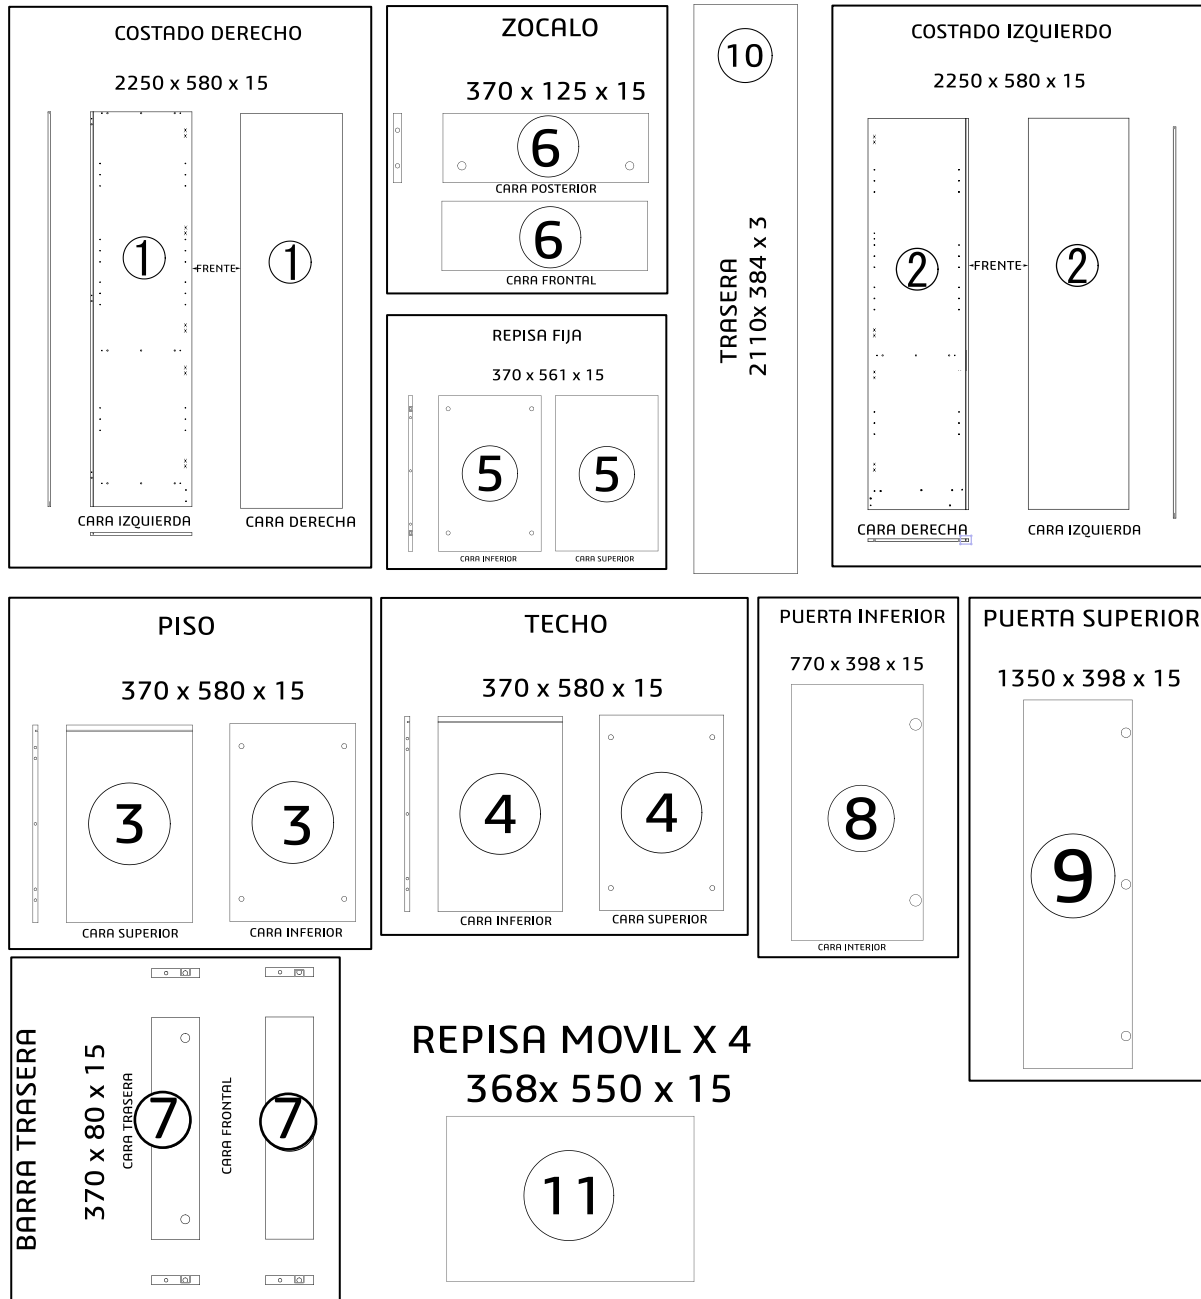 COSTADO DERECHO
2250 x 580 x 15
1
FRENTE
1
CARA IZQUIERDA
CARA DERECHA
ZOCALO
370 x 125 x 15
6
CARA POSTERIOR
6
CARA FRONTAL
REPISA FIJA
370 x 561 x 15
5
5
CARA INFERIOR
CARA SUPERIOR
10
TRASERA
2110x 384 x 3
COSTADO IZQUIERDO
2250 x 580 x 15
2
FRENTE
2
CARA DERECHA
CARA IZQUIERDA
PISO
370 x 580 x 15
3
3
CARA SUPERIOR
CARA INFERIOR
TECHO
370 x 580 x 15
4
4
CARA INFERIOR
CARA SUPERIOR
PUERTA INFERIOR
770 x 398 x 15
8
CARA INTERIOR
PUERTA SUPERIOR
1350 x 398 x 15
9
BARRA TRASERA
370 x 80 x 15
CARA TRASERA
7
CARA FRONTAL
7
REPISA MOVIL X 4
368x 550 x 15
11